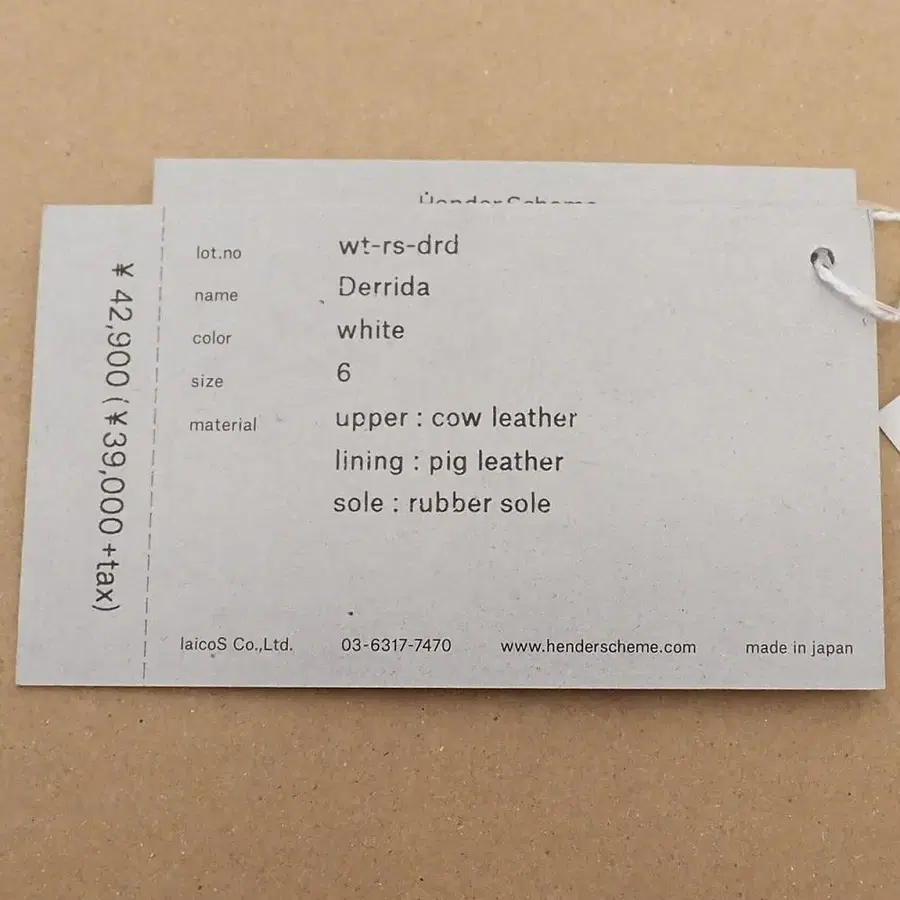 Hender Scheme
lot.no wt-rs-drd
name Derrida
color white
size 6
material upper : cow leather
lining : pig leather
sole : rubber sole
¥ 42,900 (¥39,000+tax)
laicoS Co.,Ltd. 03-6317-7470 www.henderscheme.com made in japan